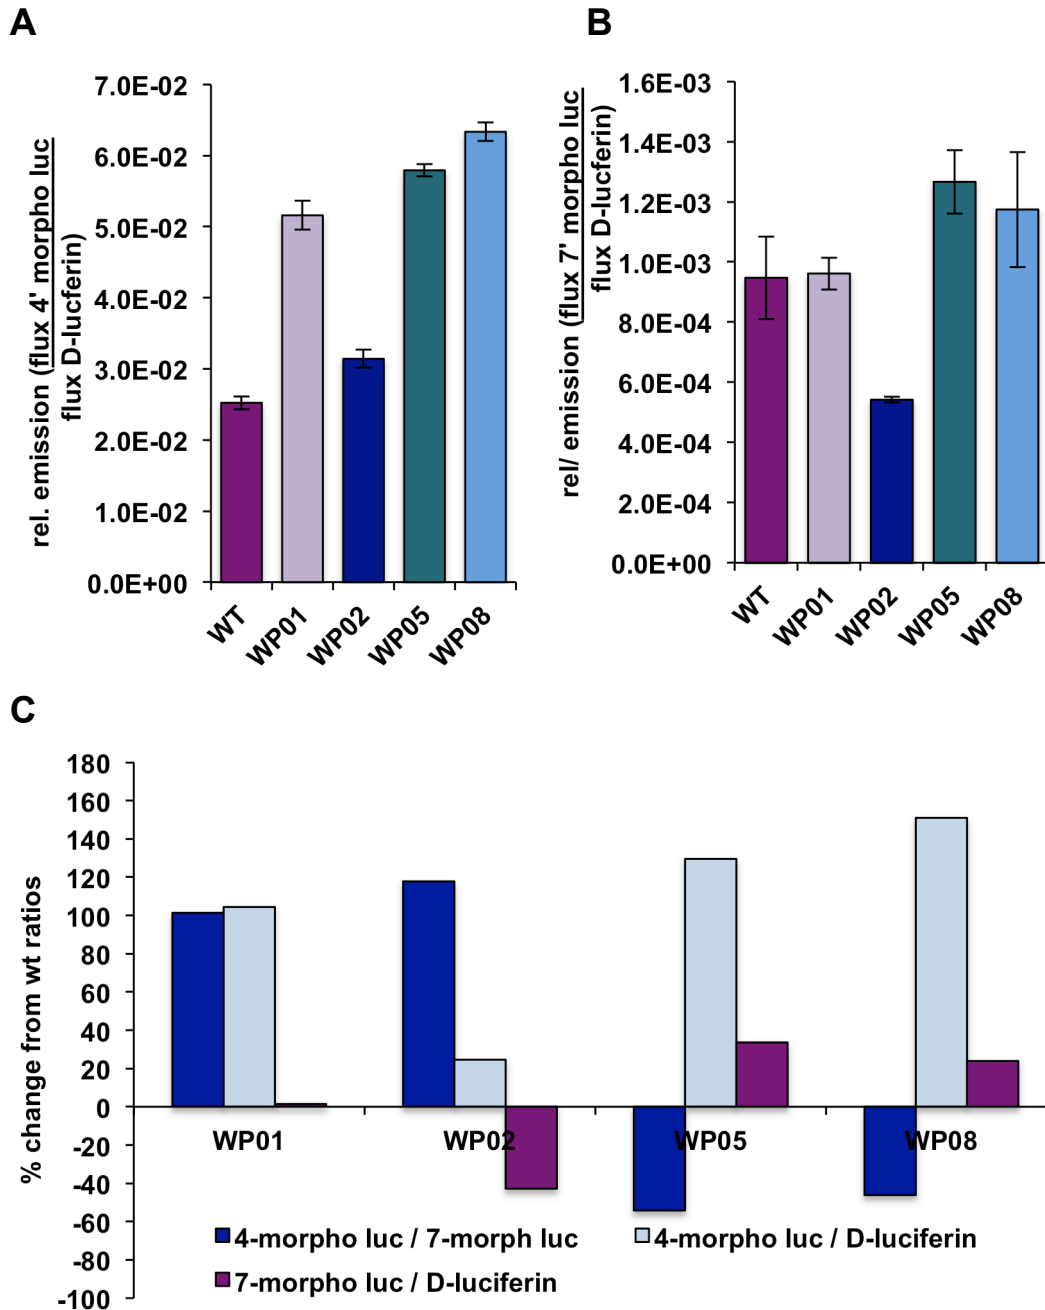 A
rel. emission (flux 4' morpho luc
flux D-lucferin)
7.0E-02
6.0E-02
5.0E-02
4.0E-02
3.0E-02
2.0E-02
1.0E-02
0.0E+00
WT
WP01
WP02
WP05
WP08
B
rel/ emission (flux 7' morpho luc
flux D-lucferin)
1.6E-03
1.4E-03
1.2E-03
1.0E-03
8.0E-04
6.0E-04
4.0E-04
2.0E-04
0.0E+00
WT
WP01
WP02
WP05
WP08
C
% change from wt ratios
180
160
140
120
100
80
60
40
20
0
-20
-40
-60
-80
-100
WP01
WP02
WP05
WP08
4-morpho luc / 7-morph luc
4-morpho luc / D-luciferin
7-morpho luc / D-luciferin